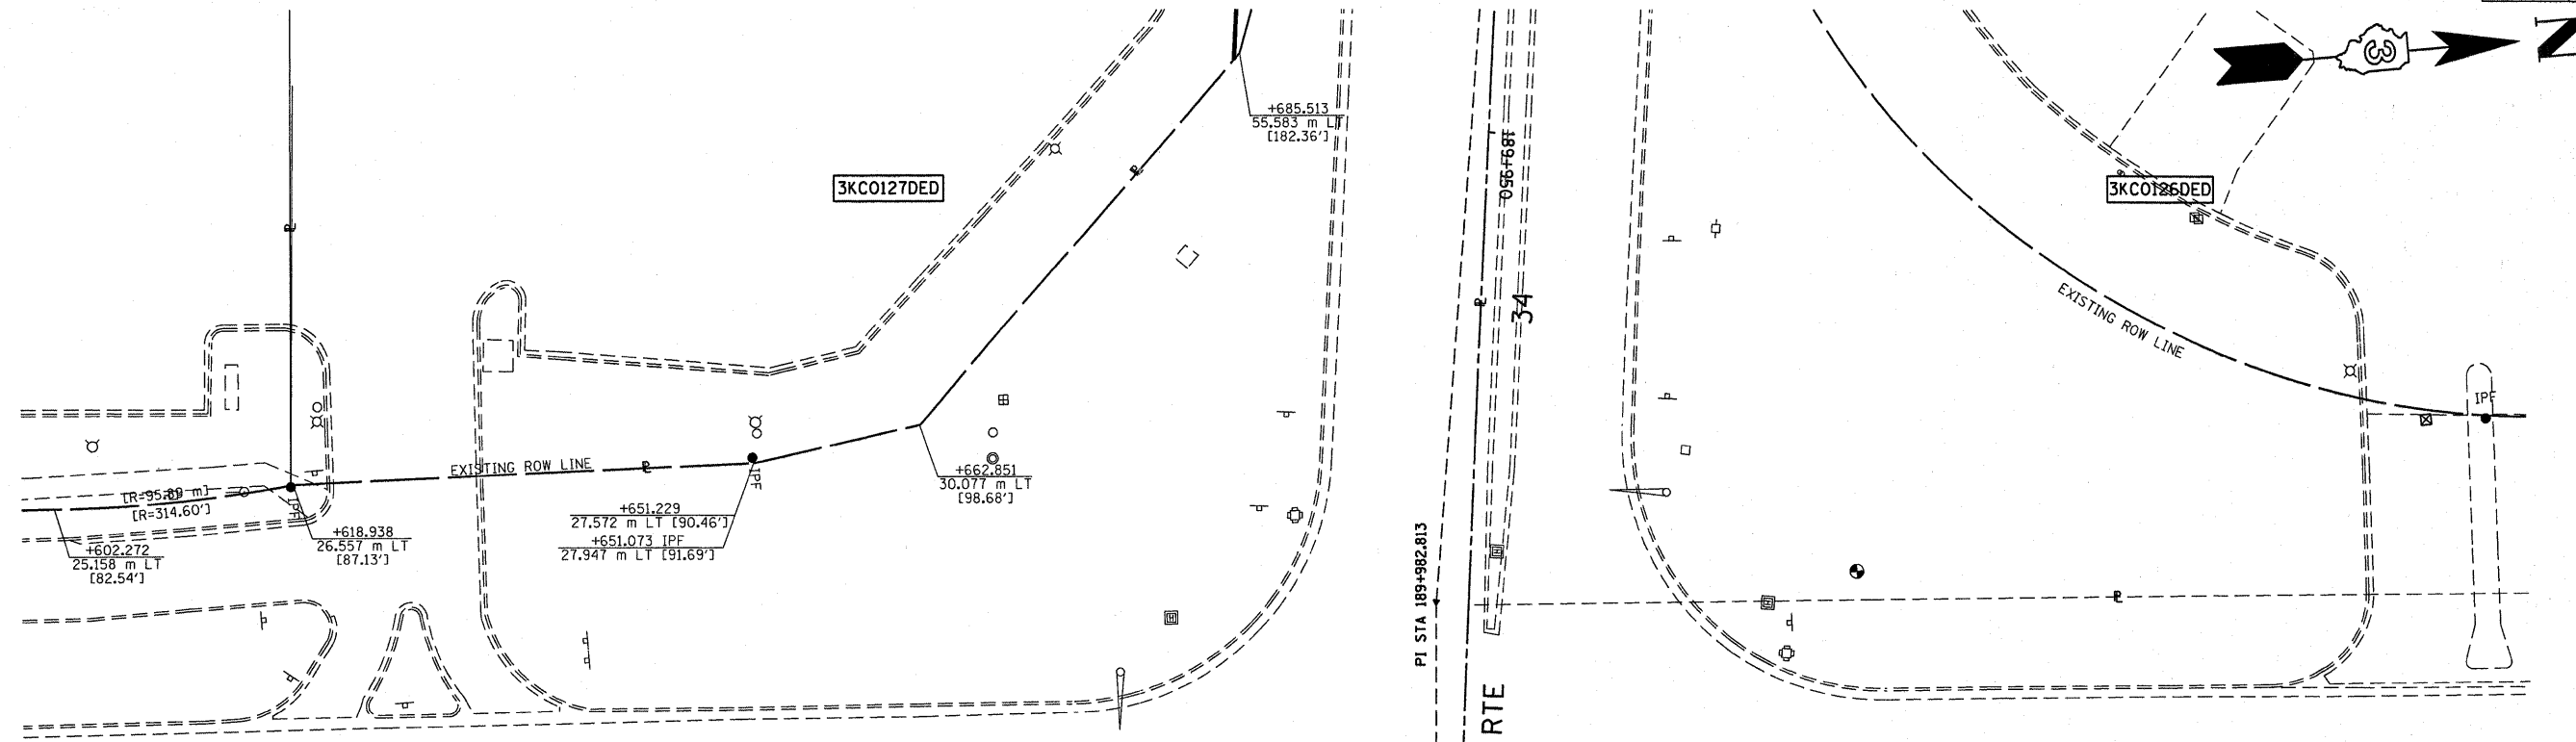 N
3
+685.513
55.583 m LT
[182.36']
3KC0127DED
3KC0126DED
189+950
34
EXISTING ROW LINE
EXISTING ROW LINE
IPF
IPF
IPF
[R=314.60']
+602.272
25.158 m LT
[82.54']
+618.938
26.557 m LT
[87.13']
+651.229
27.572 m LT [90.46']
+651.073 IPF
27.947 m LT [91.69']
+662.851
30.077 m LT
[98.68']
PI STA 189+982.813
RTE